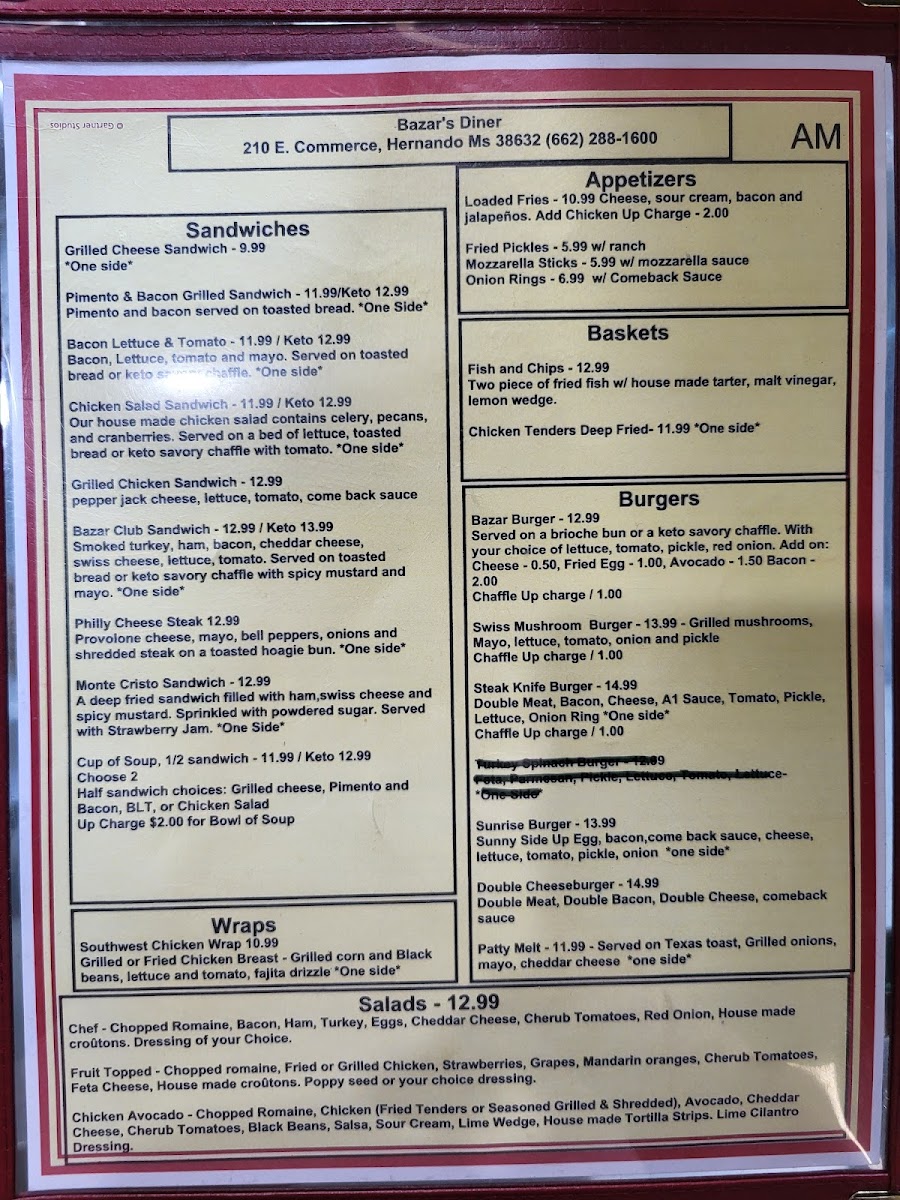 © Gartner Studios
Bazar's Diner
210 E. Commerce, Hernando Ms 38632 (662) 288-1600
AM
Sandwiches
Grilled Cheese Sandwich - 9.99
*One side*
Pimento & Bacon Grilled Sandwich - 11.99/Keto 12.99
Pimento and bacon served on toasted bread. *One Side*
Bacon Lettuce & Tomato - 11.99 / Keto 12.99
Bacon, Lettuce, tomato and mayo. Served on toasted
bread or keto chaffle. *One side*
Chicken Salad Sandwich - 11.99 / Keto 12.99
Our house made chicken salad contains celery, pecans,
and cranberries. Served on a bed of lettuce, toasted
bread or keto savory chaffle with tomato. *One side*
Grilled Chicken Sandwich - 12.99
pepper jack cheese, lettuce, tomato, come back sauce
Bazar Club Sandwich - 12.99 / Keto 13.99
Smoked turkey, ham, bacon, cheddar cheese,
swiss cheese, lettuce, tomato. Served on toasted
bread or keto savory chaffle with spicy mustard and
mayo. *One side*
Philly Cheese Steak 12.99
Provolone cheese, mayo, bell peppers, onions and
shredded steak on a toasted hoagie bun. *One side*
Monte Cristo Sandwich - 12.99
A deep fried sandwich filled with ham,swiss cheese and
spicy mustard. Sprinkled with powdered sugar. Served
with Strawberry Jam. *One Side*
Cup of Soup, 1/2 sandwich - 11.99 / Keto 12.99
Choose 2
Half sandwich choices: Grilled cheese, Pimento and
Bacon, BLT, or Chicken Salad
Up Charge $2.00 for Bowl of Soup
Wraps
Southwest Chicken Wrap 10.99
Grilled or Fried Chicken Breast - Grilled corn and Black
beans, lettuce and tomato, fajita drizzle *One side*
Appetizers
Loaded Fries - 10.99 Cheese, sour cream, bacon and
jalapeños. Add Chicken Up Charge - 2.00
Fried Pickles - 5.99 w/ ranch
Mozzarella Sticks - 5.99 w/ mozzarella sauce
Onion Rings - 6.99 w/ Comeback Sauce
Baskets
Fish and Chips - 12.99
Two piece of fried fish w/ house made tarter, malt vinegar,
lemon wedge.
Chicken Tenders Deep Fried- 11.99 *One side*
Burgers
Bazar Burger - 12.99
Served on a brioche bun or a keto savory chaffle. With
your choice of lettuce, tomato, pickle, red onion. Add on:
Cheese - 0.50, Fried Egg - 1.00, Avocado - 1.50 Bacon -
2.00
Chaffle Up charge / 1.00
Swiss Mushroom Burger - 13.99 - Grilled mushrooms,
Mayo, lettuce, tomato, onion and pickle
Chaffle Up charge / 1.00
Steak Knife Burger - 14.99
Double Meat, Bacon, Cheese, A1 Sauce, Tomato, Pickle,
Lettuce, Onion Ring *One side*
Chaffle Up charge / 1.00
Turkey Spinach Burger - 12.99
Feta, Parmesan, Pickle, Lettuce, Tomato, Lettuce-
*One Side*
Sunrise Burger - 13.99
Sunny Side Up Egg, bacon,come back sauce, cheese,
lettuce, tomato, pickle, onion *one side*
Double Cheeseburger - 14.99
Double Meat, Double Bacon, Double Cheese, comeback
sauce
Patty Melt - 11.99 - Served on Texas toast, Grilled onions,
mayo, cheddar cheese *one side*
Salads - 12.99
Chef - Chopped Romaine, Bacon, Ham, Turkey, Eggs, Cheddar Cheese, Cherub Tomatoes, Red Onion, House made
croûtons. Dressing of your Choice.
Fruit Topped - Chopped romaine, Fried or Grilled Chicken, Strawberries, Grapes, Mandarin oranges, Cherub Tomatoes,
Feta Cheese, House made croûtons. Poppy seed or your choice dressing.
Chicken Avocado - Chopped Romaine, Chicken (Fried Tenders or Seasoned Grilled & Shredded), Avocado, Cheddar
Cheese, Cherub Tomatoes, Black Beans, Salsa, Sour Cream, Lime Wedge, House made Tortilla Strips. Lime Cilantro
Dressing.